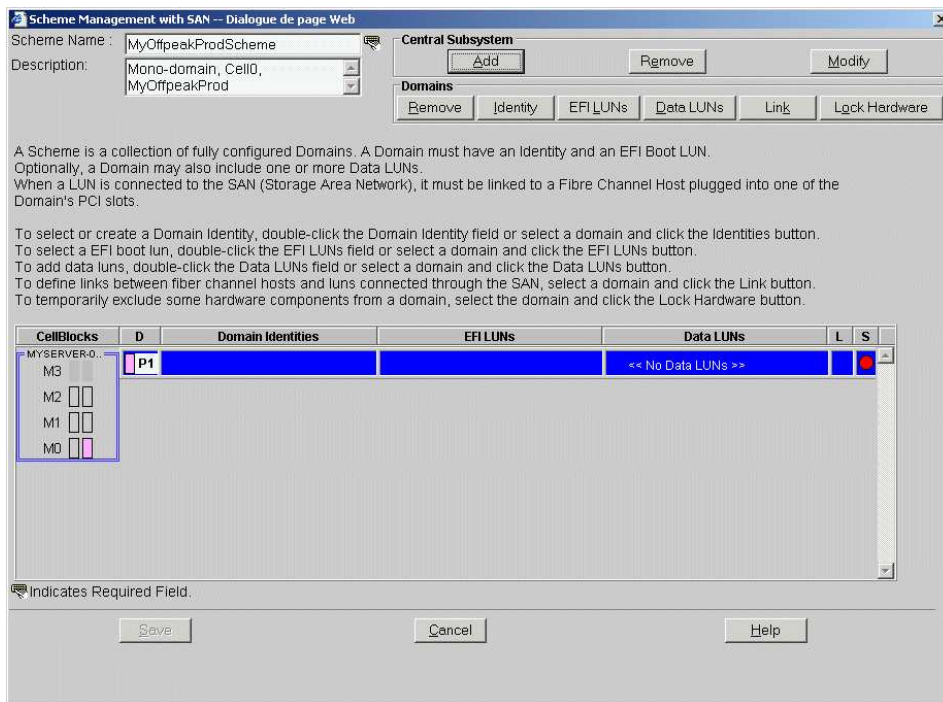 Scheme Management with SAN -- Dialogue de page Web
Scheme Name :
MyOffpeakProdScheme
Description:
Mono-domain, Cell0,
MyOffpeakProd
Central Subsystem
Add
Remove
Modify
Domains
Remove
Identity
EFI LUNs
Data LUNs
Link
Lock Hardware
A Scheme is a collection of fully configured Domains. A Domain must have an Identity and an EFI Boot LUN.
Optionally, a Domain may also include one or more Data LUNs.
When a LUN is connected to the SAN (Storage Area Network), it must be linked to a Fibre Channel Host plugged into one of the
Domain's PCI slots.
To select or create a Domain Identity, double-click the Domain Identity field or select a domain and click the Identities button.
To select a EFI boot lun, double-click the EFI LUNs field or select a domain and click the EFI LUNs button.
To add data luns, double-click the Data LUNs field or select a domain and click the Data LUNs button.
To define links between fiber channel hosts and luns connected through the SAN, select a domain and click the Link button.
To temporarily exclude some hardware components from a domain, select the domain and click the Lock Hardware button.
CellBlocks D Domain Identities EFI LUNs Data LUNs L S
MYSERVER-0..
P1 << No Data LUNs >>
M3
M2
M1
M0
Indicates Required Field.
Save
Cancel
Help